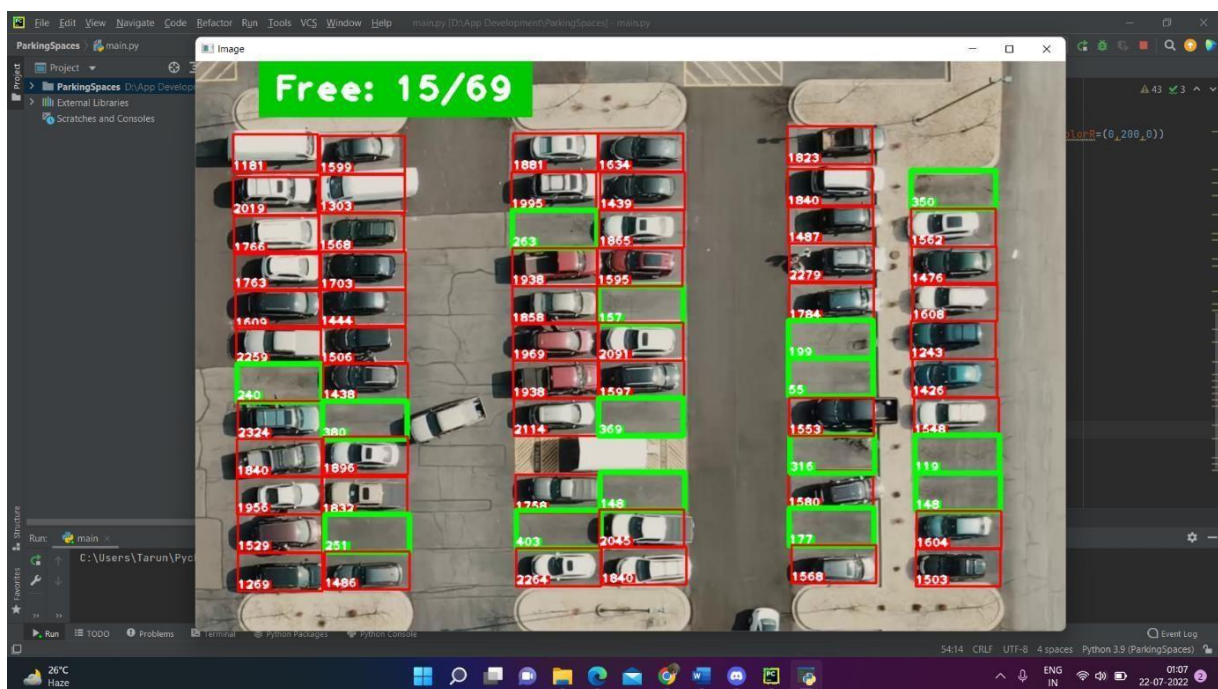 File Edit View Navigate Code Refactor Run Tools VCS Window Help main.py [D:\App Development\ParkingSpaces] - main.py
ParkingSpaces main.py
Image
Project
ParkingSpaces D:\App Develop
External Libraries
Scratches and Consoles
43 3
olorR=(0,200,0))
Free: 15/69
1181 1599 1881 1634 1823
2019 1303 1995 1439 1840 350
1766 1568 263 1865 1487 1562
1763 1703 1938 1595 2279 1476
1609 1444 1858 157 1784 1608
2259 1506 1969 2091 199 1243
240 1438 1938 1597 55 1426
2324 380 2114 369 1553 1548
1840 1896 316 119
1956 1832 1758 148 1580 148
1529 251 403 2045 177 1604
1269 1486 2264 1840 1568 1503
Project
Structure
Favorites
Run: main
C:\Users\Tarun\Pyc
Run TODO Problems Terminal Python Packages Python Console Event Log
54:14 CRLF UTF-8 4 spaces Python 3.9 (ParkingSpaces)
26°C
Haze
ENG
IN
01:07
22-07-2022
2